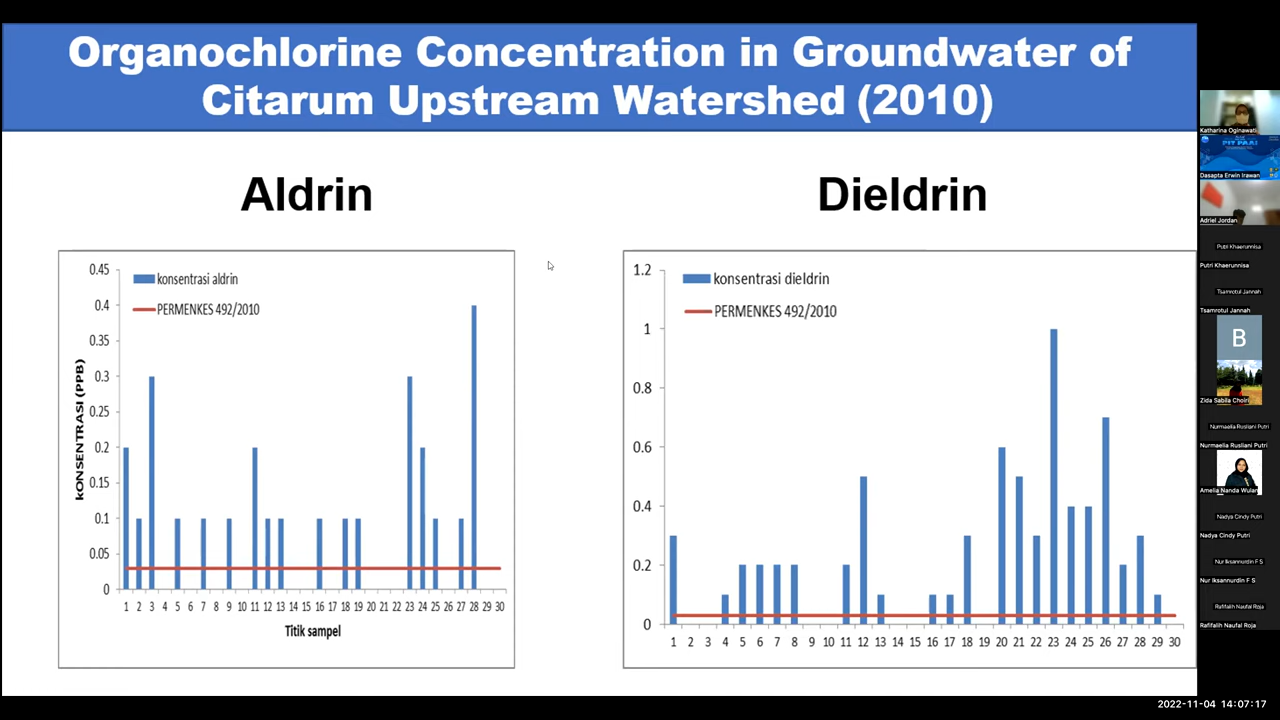 Organochlorine Concentration in Groundwater of
Citarum Upstream Watershed (2010)
Aldrin
Dieldrin
konsentrasi aldrin
PERMENKES 492/2010
kONSENTRASI (PPB)
0.45
0.4
0.35
0.3
0.25
0.2
0.15
0.1
0.05
0
1 2 3 4 5 6 7 8 9 10 11 12 13 14 15 16 17 18 19 20 21 22 23 24 25 26 27 28 29 30
Titik sampel
konsentrasi dieldrin
PERMENKES 492/2010
1.2
1
0.8
0.6
0.4
0.2
0
1 2 3 4 5 6 7 8 9 10 11 12 13 14 15 16 17 18 19 20 21 22 23 24 25 26 27 28 29 30
Katharina Oginawati
PIT PAAI
Dasapta Erwin Irawan
Adriel Jordan
Putri Khaerunnisa
Putri Khaerunnisa
Tsamrotul Jannah
Tsamrotul Jannah
B
Zida Sabila Choiri
Nurmaelia Rusliani Putri
Nurmaelia Rusliani Putri
Amelia Nanda Wulan
Nadya Cindy Putri
Nadya Cindy Putri
Nur Iksannurdin F S
Nur Iksannurdin F S
Rafifalih Naufal Roja
Rafifalih Naufal Roja
2022-11-04 14:07:17